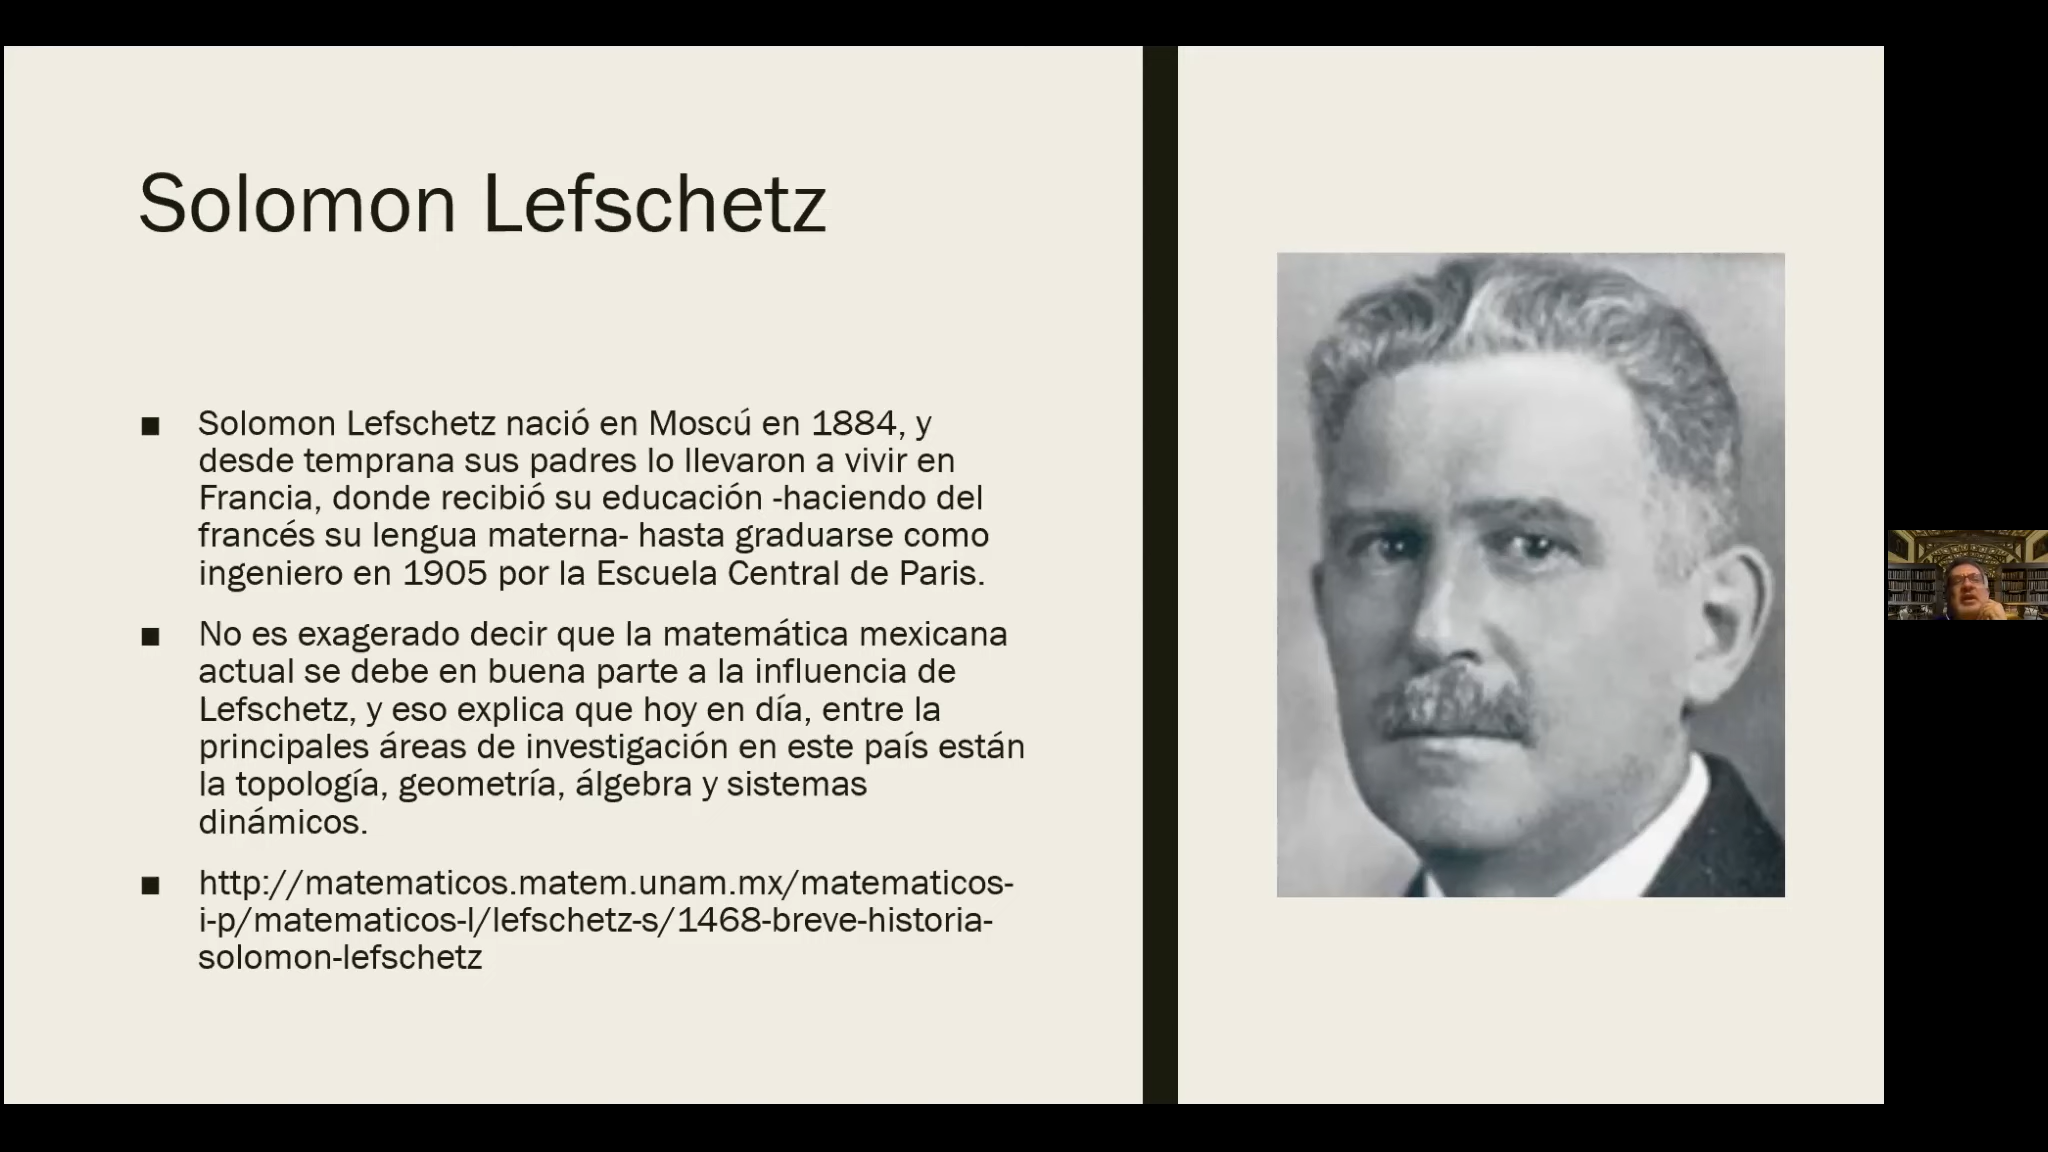 Solomon Lefschetz
■ Solomon Lefschetz nació en Moscú en 1884, y
desde temprana sus padres lo llevaron a vivir en
Francia, donde recibió su educación -haciendo del
francés su lengua materna- hasta graduarse como
ingeniero en 1905 por la Escuela Central de Paris.
■ No es exagerado decir que la matemática mexicana
actual se debe en buena parte a la influencia de
Lefschetz, y eso explica que hoy en día, entre la
principales áreas de investigación en este país están
la topología, geometría, álgebra y sistemas
dinámicos.
■ http://matematicos.matem.unam.mx/matematicos-
i-p/matematicos-l/lefschetz-s/1468-breve-historia-
solomon-lefschetz